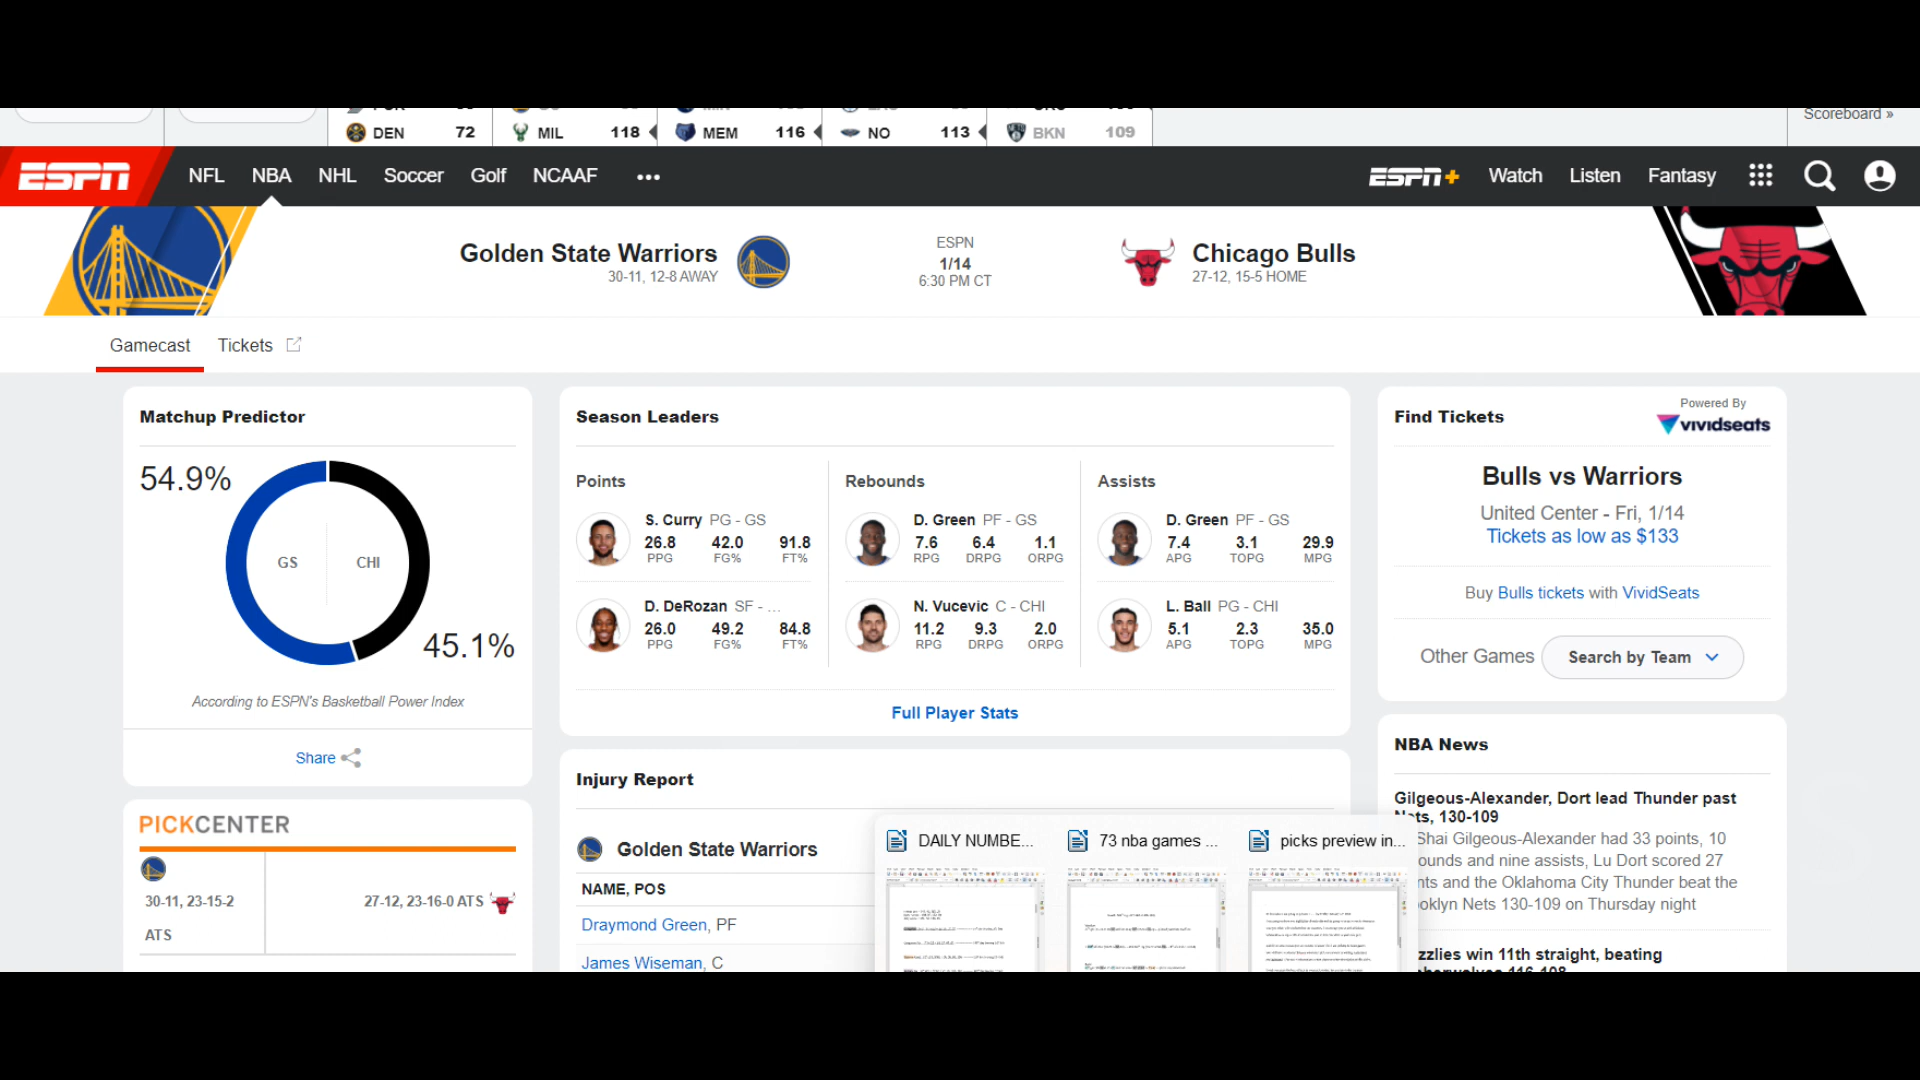 Scoreboard »
DEN 72
MIL 118
MEM 116
NO 113
BKN 109
ESPN NFL NBA NHL Soccer Golf NCAAF ••• ESPN+ Watch Listen Fantasy
Golden State Warriors
30-11, 12-8 AWAY
ESPN
1/14
6:30 PM CT
Chicago Bulls
27-12, 15-5 HOME
Gamecast Tickets
Matchup Predictor
54.9%
GS CHI
45.1%
According to ESPN's Basketball Power Index
Share
PICKCENTER
30-11, 23-15-2
ATS
27-12, 23-16-0 ATS
Season Leaders
Points
S. Curry PG - GS
26.8 42.0 91.8
PPG FG% FT%
D. DeRozan SF - ...
26.0 49.2 84.8
PPG FG% FT%
Rebounds
D. Green PF - GS
7.6 6.4 1.1
RPG DRPG ORPG
N. Vucevic C - CHI
11.2 9.3 2.0
RPG DRPG ORPG
Assists
D. Green PF - GS
7.4 3.1 29.9
APG TOPG MPG
L. Ball PG - CHI
5.1 2.3 35.0
APG TOPG MPG
Full Player Stats
Injury Report
Golden State Warriors
NAME, POS
Draymond Green, PF
James Wiseman, C
DAILY NUMBE...
73 nba games ...
picks preview in...
Find Tickets
Powered By
vividseats
Bulls vs Warriors
United Center - Fri, 1/14
Tickets as low as $133
Buy Bulls tickets with VividSeats
Other Games Search by Team
NBA News
Gilgeous-Alexander, Dort lead Thunder past
Nets, 130-109
Shai Gilgeous-Alexander had 33 points, 10
ounds and nine assists, Lu Dort scored 27
nts and the Oklahoma City Thunder beat the
oklyn Nets 130-109 on Thursday night
zzlies win 11th straight, beating